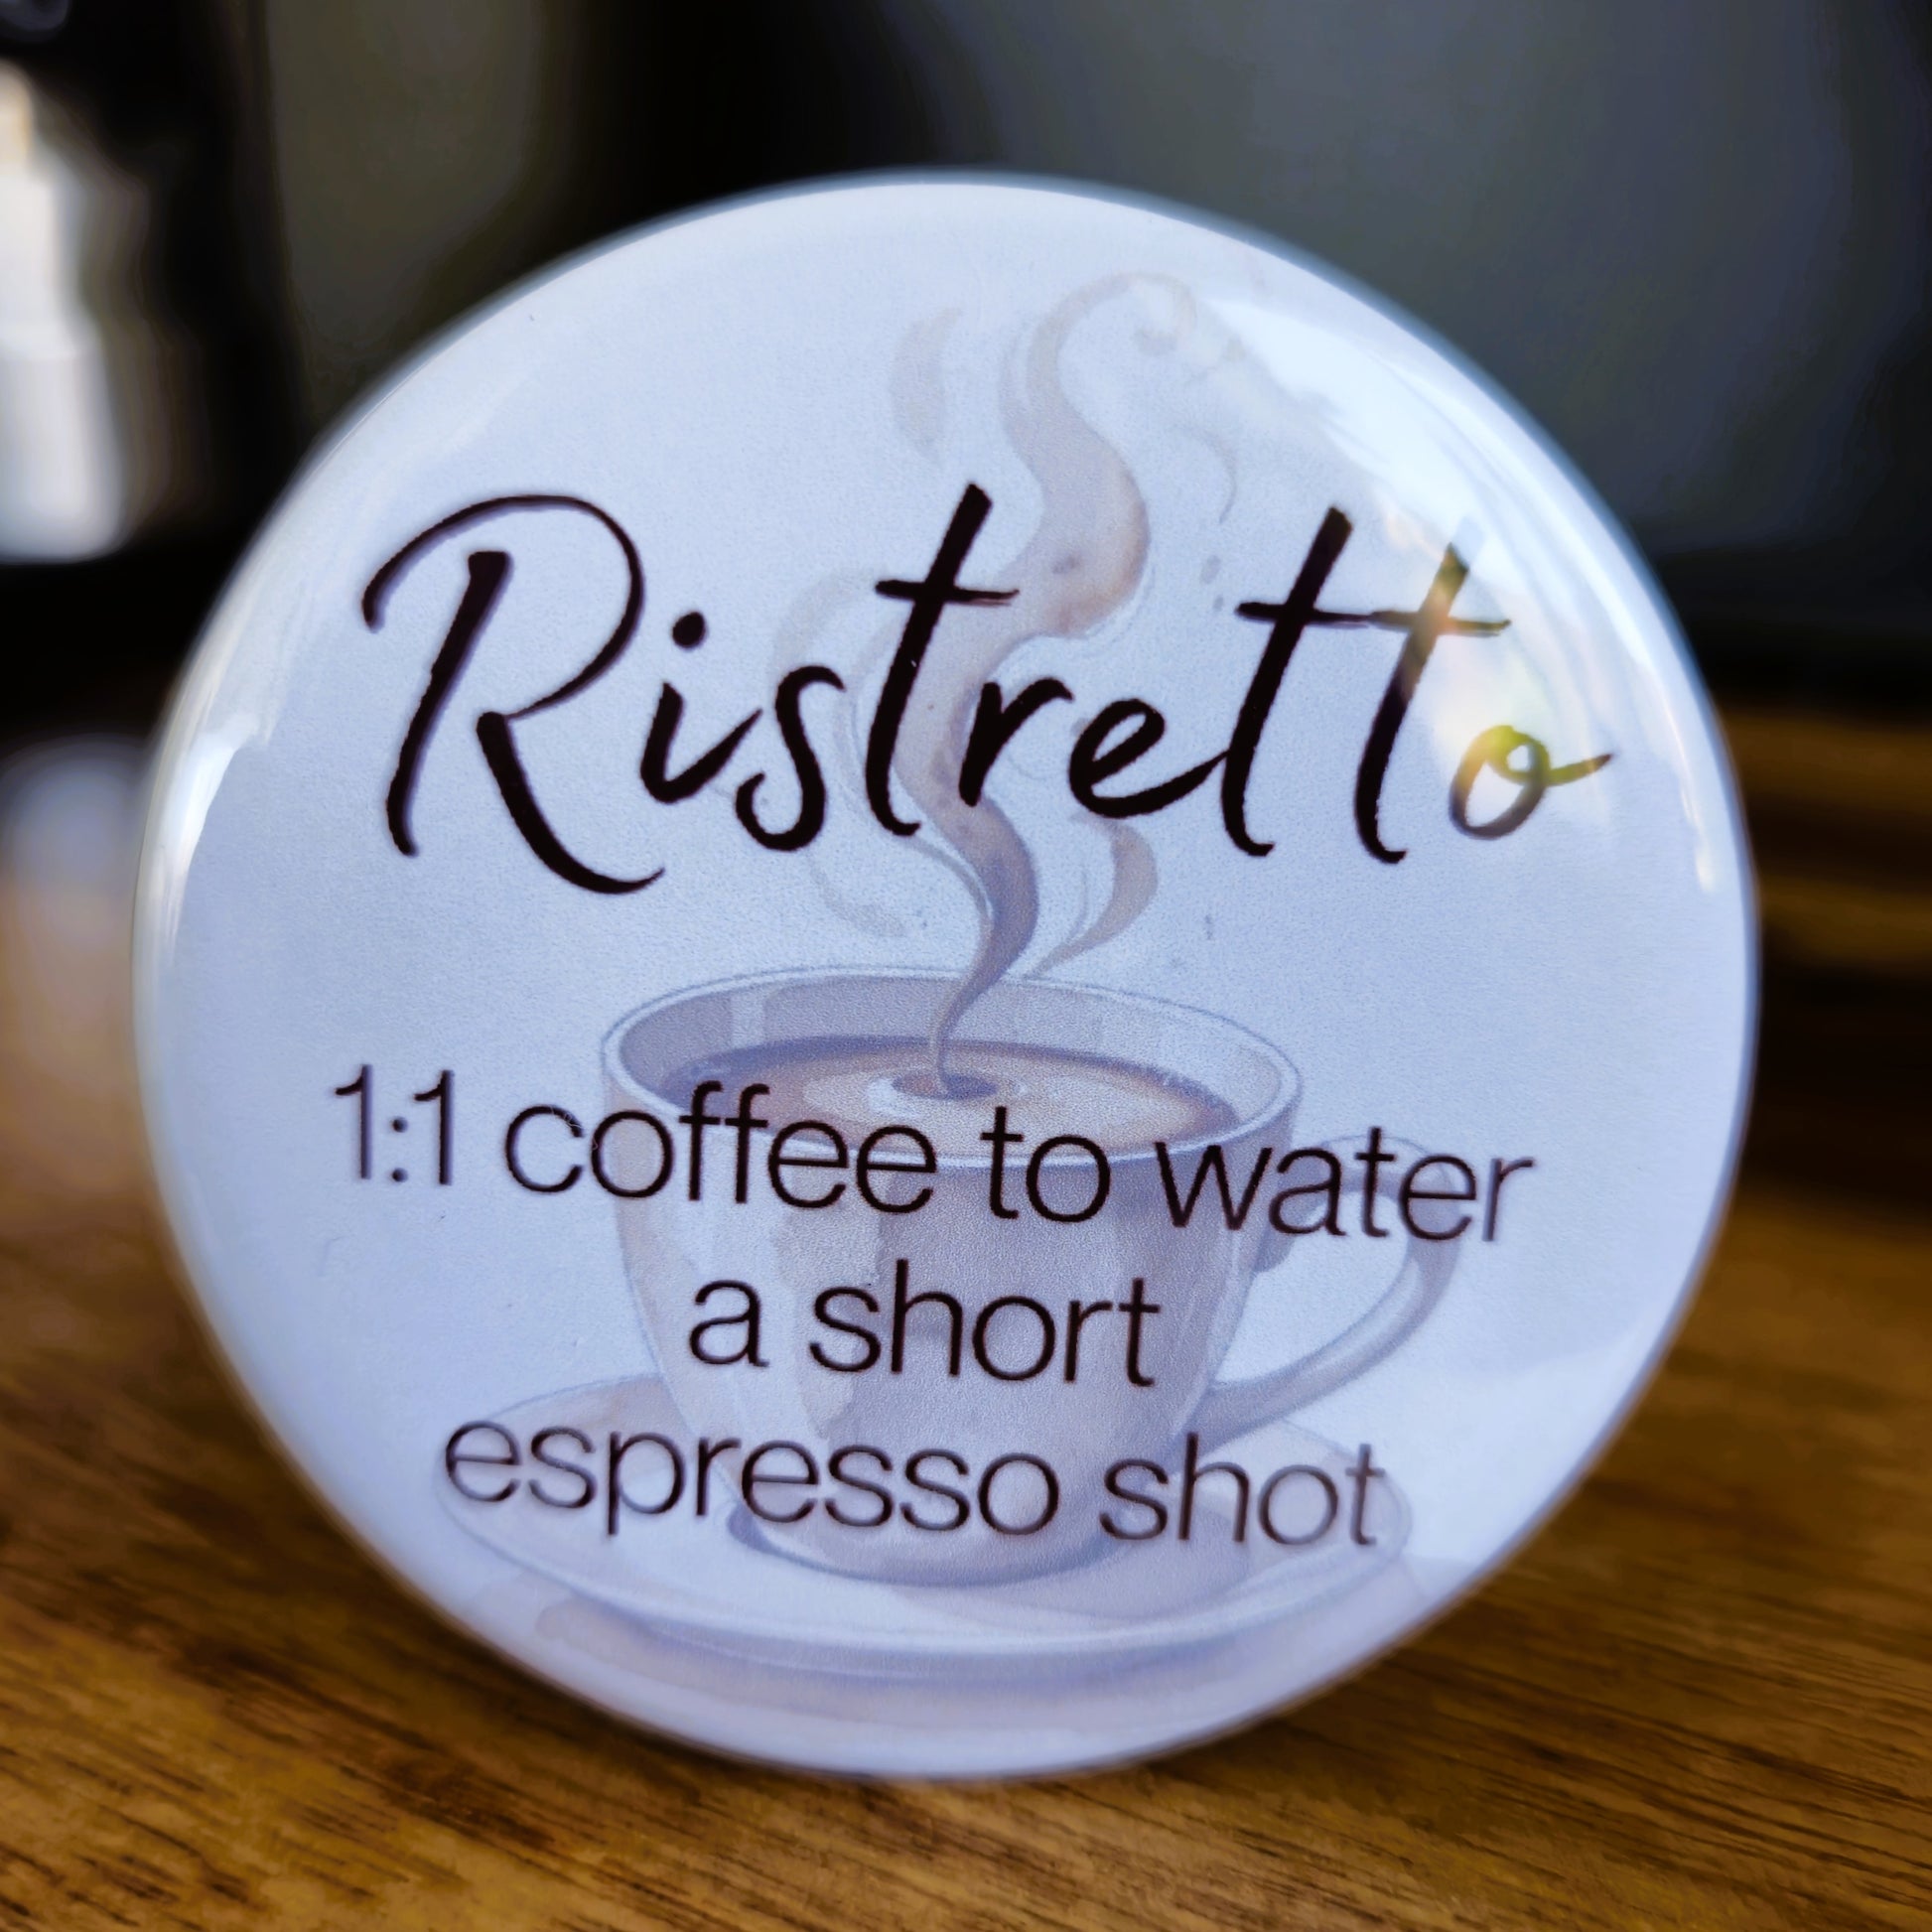 Ristretto
1:1 coffee to water
a short
espresso shot